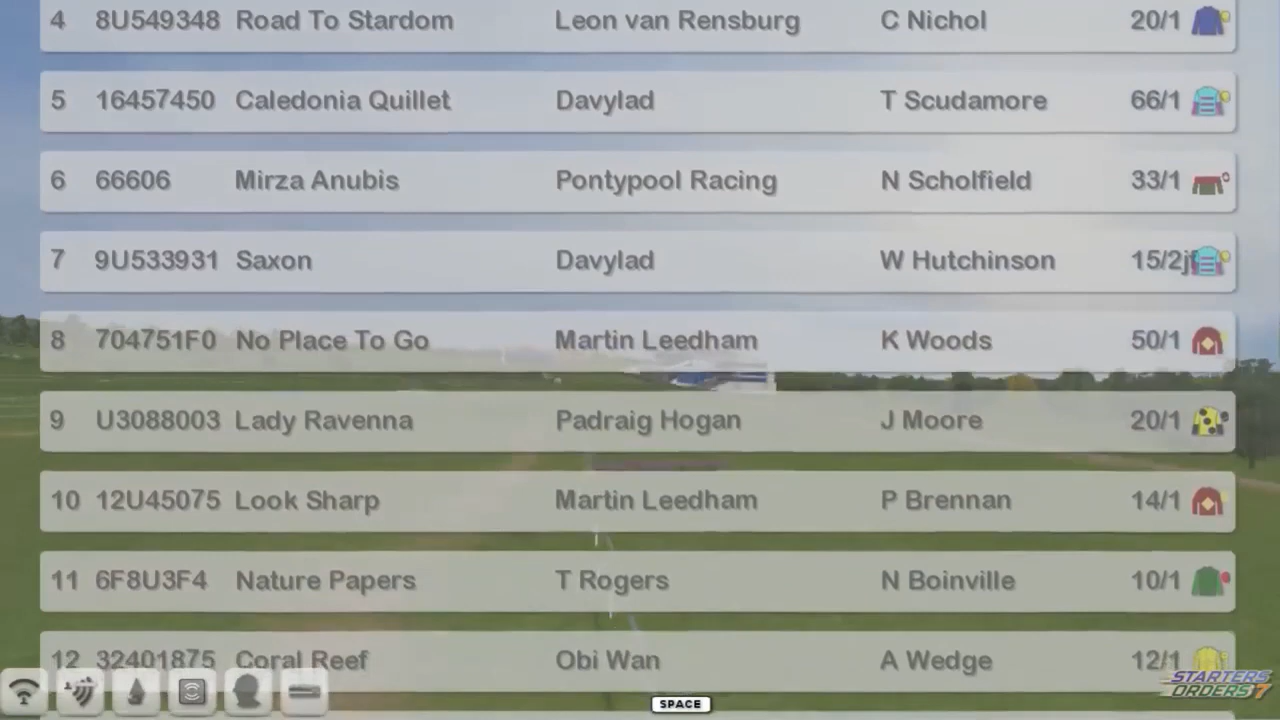 4 8U549348 Road To Stardom Leon van Rensburg C Nichol 20/1
5 16457450 Caledonia Quillet Davylad T Scudamore 66/1
6 66606 Mirza Anubis Pontypool Racing N Scholfield 33/1
7 9U533931 Saxon Davylad W Hutchinson 15/2jf
8 704751F0 No Place To Go Martin Leedham K Woods 50/1
9 U3088003 Lady Ravenna Padraig Hogan J Moore 20/1
10 12U45075 Look Sharp Martin Leedham P Brennan 14/1
11 6F8U3F4 Nature Papers T Rogers N Boinville 10/1
12 32401875 Coral Reef Obi Wan A Wedge 12/1
SPACE
STARTERS
ORDERS 7